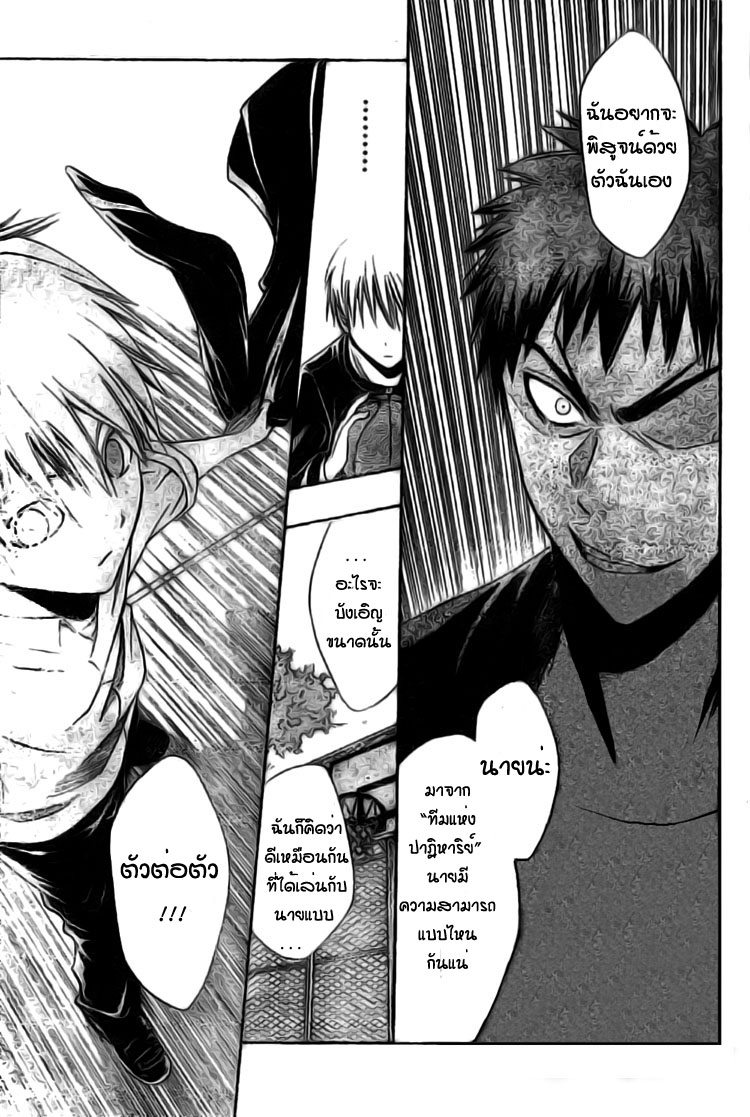 ฉันอยากจะ
พิสูจน์ด้วย
ตัวฉันเอง
นายน่ะ
มาจาก
"ทีมแห่ง
ปาฏิหาริย์"
นายมี
ความสามารถ
แบบไหน
กันแน่
.........
...
อะไรจะ
บังเอิญ
ขนาดนั้น
ฉันก็คิดว่า
ดีเหมือนกัน
ที่ได้เล่นกับ
นายแบบ
...
ตัวต่อตัว
!!!